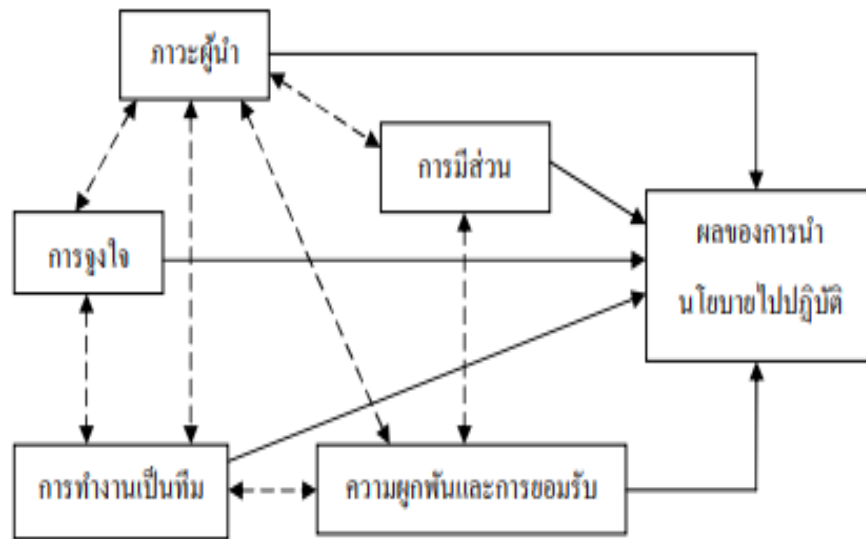 ภาวะผู้นำ
การมีส่วน
ผลของการนำ
นโยบายไปปฏิบัติ
การจูงใจ
การทำงานเป็นทีม
ความผูกพันและการยอมรับ